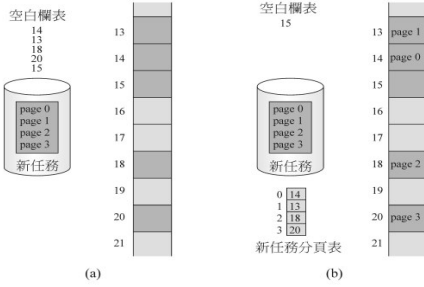 空白欄表
14
13
18
20
15
page 0
page 1
page 2
page 3
新任務
13
14
15
16
17
18
19
20
21
(a)
空白欄表
15
page 0
page 1
page 2
page 3
新任務
0 14
1 13
2 18
3 20
新任務分頁表
13 page 1
14 page 0
15
16
17
18 page 2
19
20 page 3
21
(b)